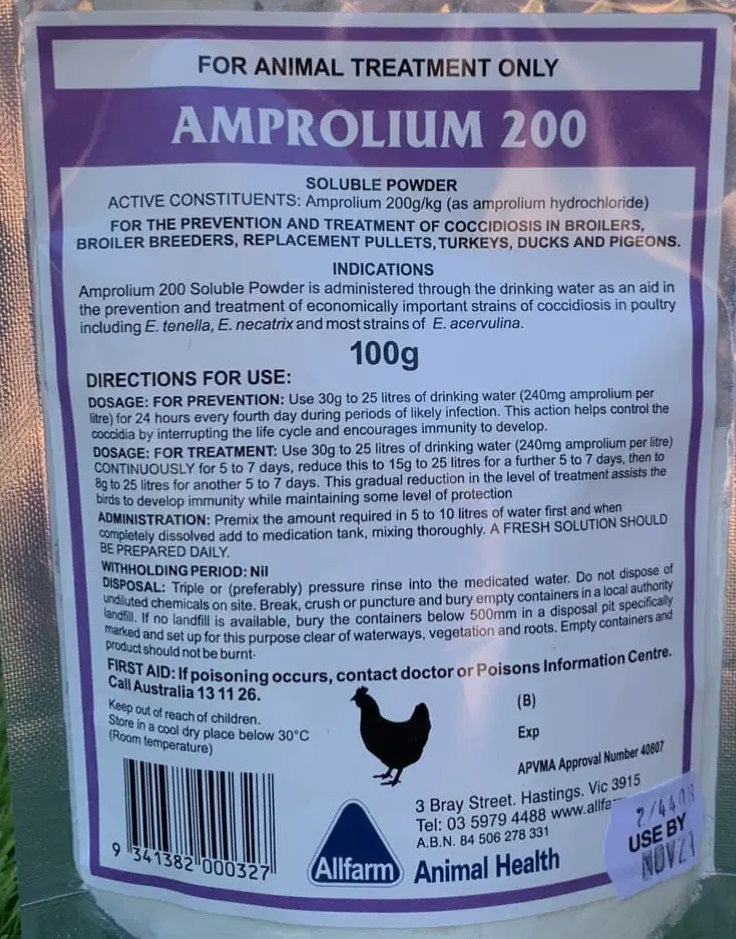 FOR ANIMAL TREATMENT ONLY
AMPROLIUM 200
SOLUBLE POWDER
ACTIVE CONSTITUENTS: Amprolium 200g/kg (as amprolium hydrochloride)
FOR THE PREVENTION AND TREATMENT OF COCCIDIOSIS IN BROILERS,
BROILER BREEDERS, REPLACEMENT PULLETS, TURKEYS, DUCKS AND PIGEONS.
INDICATIONS
Amprolium 200 Soluble Powder is administered through the drinking water as an aid in
the prevention and treatment of economically important strains of coccidiosis in poultry
including E. tenella, E. necatrix and most strains of E. acervulina.
100g
DIRECTIONS FOR USE:
DOSAGE: FOR PREVENTION: Use 30g to 25 litres of drinking water (240mg amprolium per
litre) for 24 hours every fourth day during periods of likely infection. This action helps control the
coccidia by interrupting the life cycle and encourages immunity to develop.
DOSAGE: FOR TREATMENT: Use 30g to 25 litres of drinking water (240mg amprolium per litre)
CONTINUOUSLY for 5 to 7 days, reduce this to 15g to 25 litres for a further 5 to 7 days, then to
8g to 25 litres for another 5 to 7 days. This gradual reduction in the level of treatment assists the
birds to develop immunity while maintaining some level of protection
ADMINISTRATION: Premix the amount required in 5 to 10 litres of water first and when
completely dissolved add to medication tank, mixing thoroughly. A FRESH SOLUTION SHOULD
BE PREPARED DAILY.
WITHHOLDING PERIOD: Nil
DISPOSAL: Triple or (preferably) pressure rinse into the medicated water. Do not dispose of
undiluted chemicals on site. Break, crush or puncture and bury empty containers in a local authority
landfill. If no landfill is available, bury the containers below 500mm in a disposal pit specifically
marked and set up for this purpose clear of waterways, vegetation and roots. Empty containers and
product should not be burnt.
FIRST AID: If poisoning occurs, contact doctor or Poisons Information Centre.
Call Australia 13 11 26.
Keep out of reach of children.
Store in a cool dry place below 30°C
(Room temperature)
(B)
Exp
APVMA Approval Number 40807
3 Bray Street. Hastings. Vic 3915
Tel: 03 5979 4488 www.allfa
A.B.N. 84 506 278 331
Allfarm Animal Health
9 341382 000327
USE BY